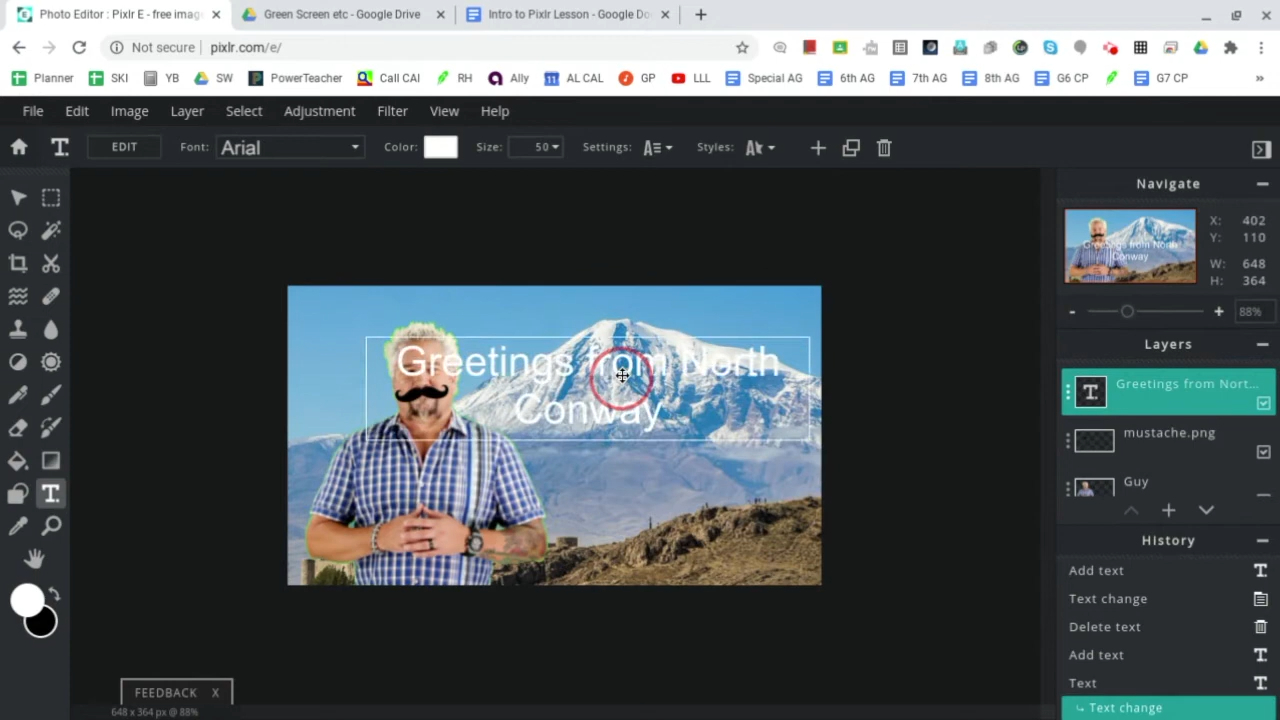 Photo Editor : Pixlr E - free imag
Green Screen etc - Google Drive
Intro to Pixlr Lesson - Google Do
Not secure
pixlr.com/e/
Planner
SKI
YB
SW
PowerTeacher
Call CAl
RH
Ally
AL CAL
GP
LLL
Special AG
6th AG
7th AG
8th AG
G6 CP
G7 CP
»
File
Edit
Image
Layer
Select
Adjustment
Filter
View
Help
EDIT
Font:
Arial
Color:
Size:
50
Settings:
Styles:
Navigate
X: 402
Y: 110
W: 648
H: 364
- + 88%
Greetings from North
Conway
Greetings from North
Conway
Layers
Greetings from Nort...
mustache.png
Guy
History
Add text
Text change
Delete text
Add text
Text
Text change
FEEDBACK X
648 x 364 px @ 88%